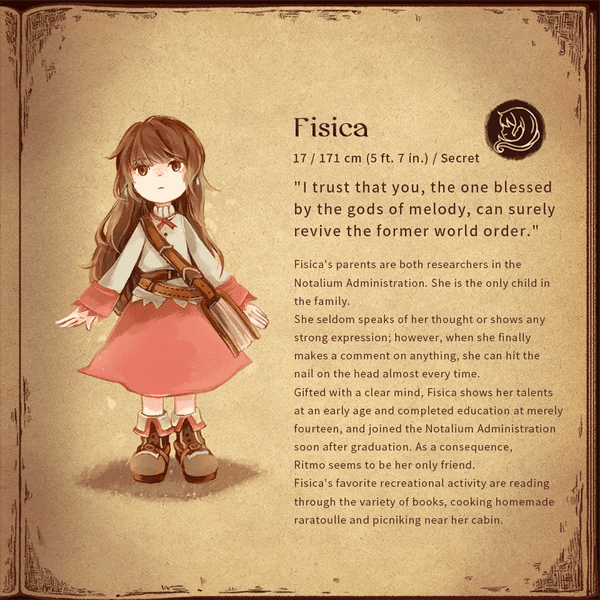 Fisica
17 / 171 cm (5 ft. 7 in.) / Secret
"I trust that you, the one blessed
by the gods of melody, can surely
revive the former world order."
Fisica's parents are both researchers in the
Notalium Administration. She is the only child in
the family.
She seldom speaks of her thought or shows any
strong expression; however, when she finally
makes a comment on anything, she can hit the
nail on the head almost every time.
Gifted with a clear mind, Fisica shows her talents
at an early age and completed education at merely
fourteen, and joined the Notalium Administration
soon after graduation. As a consequence,
Ritmo seems to be her only friend.
Fisica's favorite recreational activity are reading
through the variety of books, cooking homemade
raratoulle and picniking near her cabin.